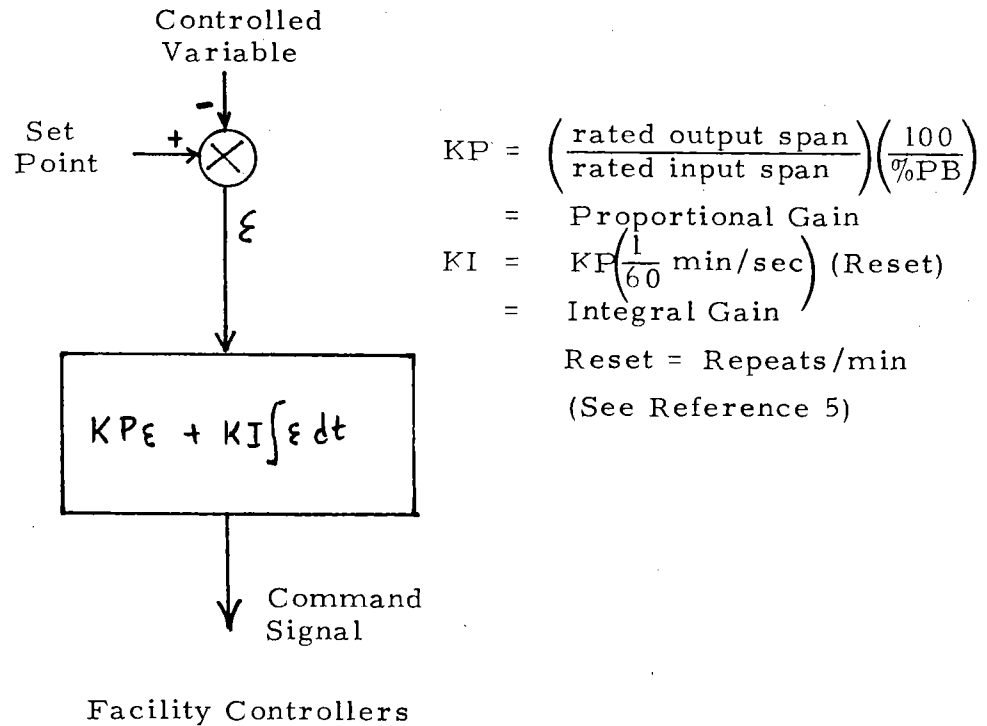 Controlled
Variable
-
Set
Point
+
ε
KPε + KI∫ε dt
Command
Signal
KP = (rated output span / rated input span)(100 / %PB)
= Proportional Gain
KI = KP(1/60 min/sec) (Reset)
= Integral Gain
Reset = Repeats/min
(See Reference 5)
Facility Controllers